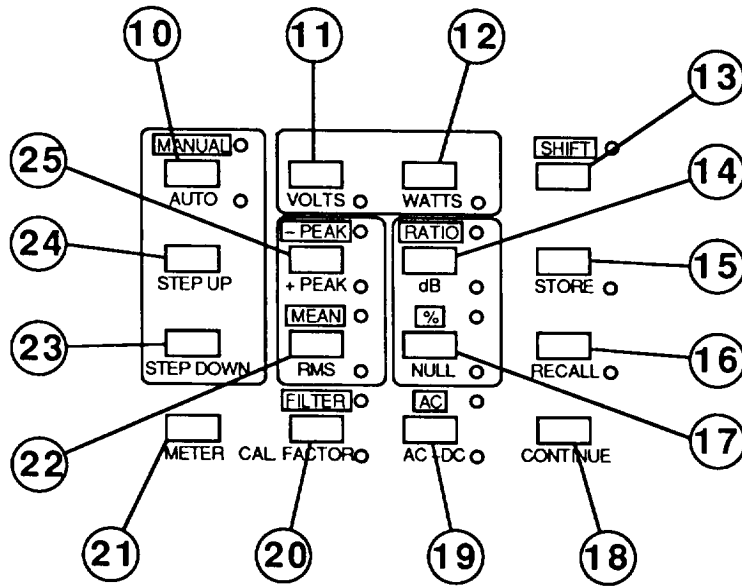 10 11 12
13
MANUAL SHIFT
25 14
AUTO VOLTS WATTS
- PEAK RATIO
24 15
STEP UP + PEAK dB STORE
MEAN %
23 16
STEP DOWN RMS NULL RECALL
FILTER AC
22 17
METER CAL. FACTOR AC+DC CONTINUE
21 20 19 18